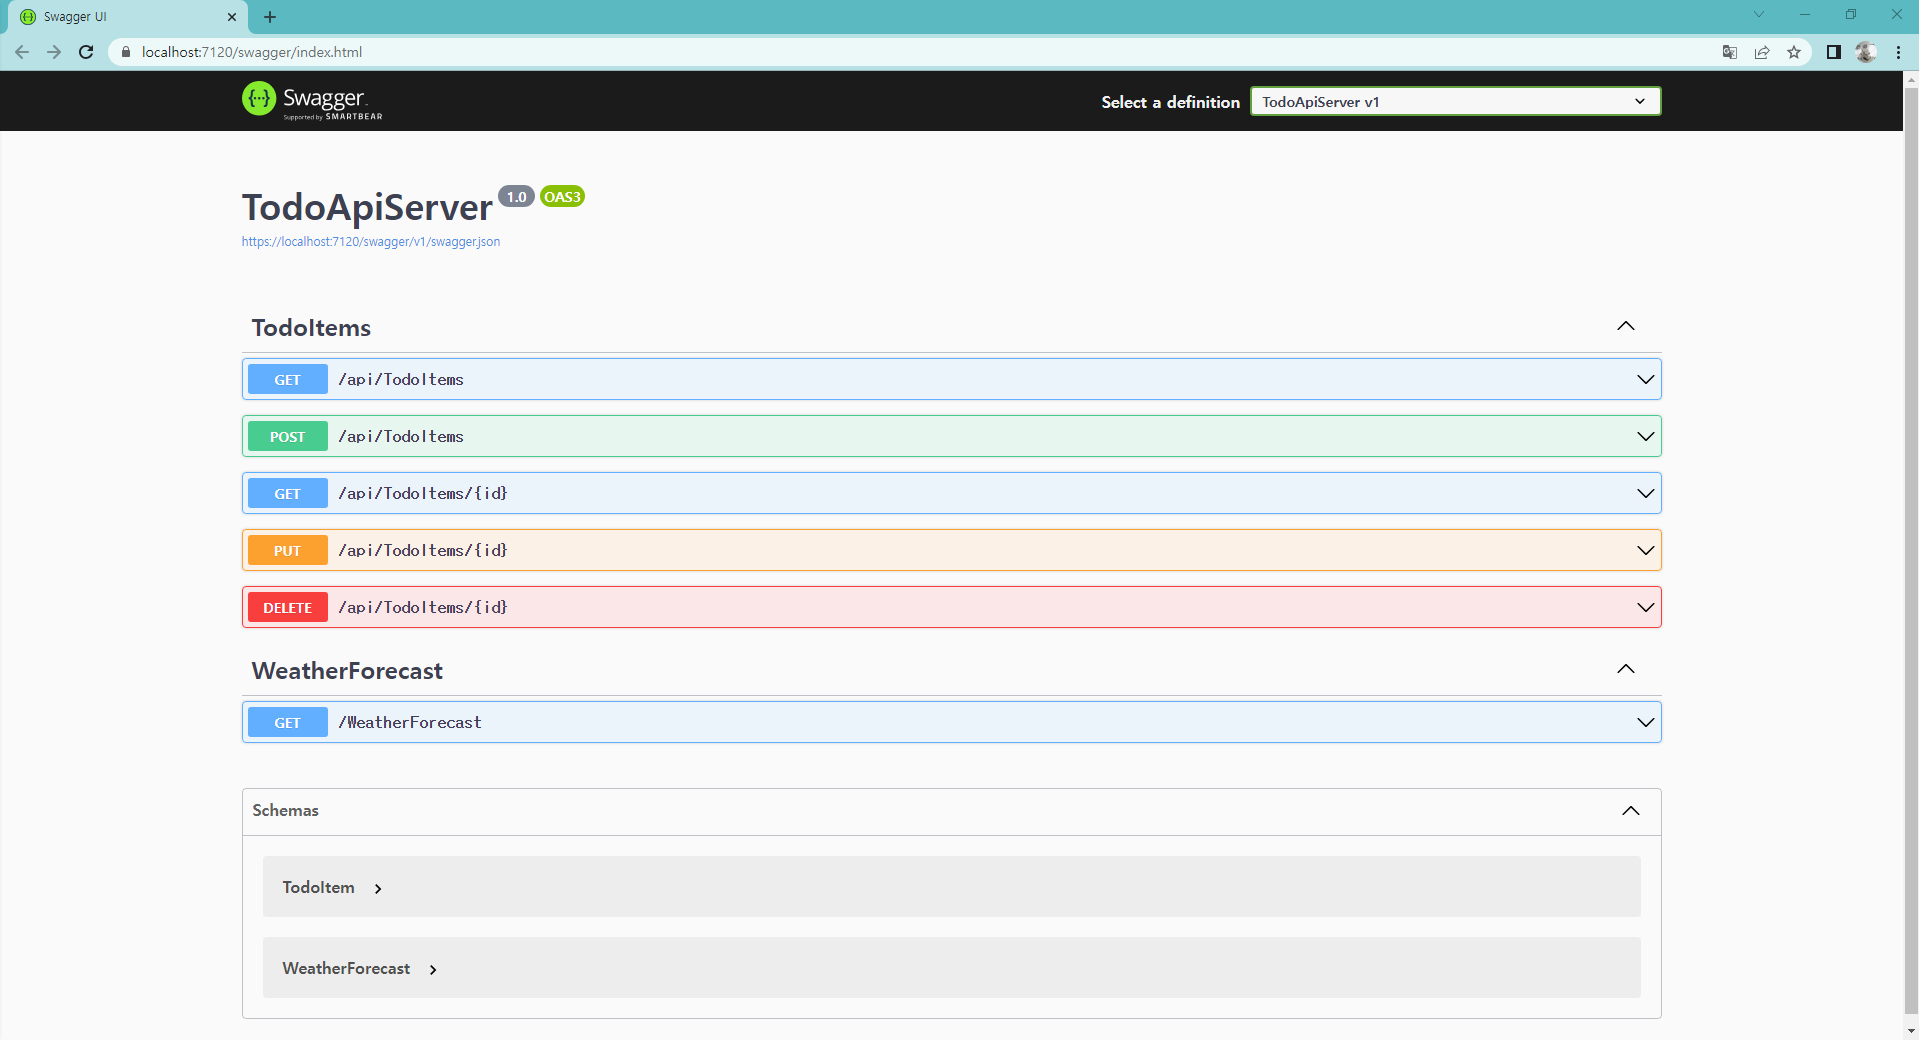 Swagger UI
localhost:7120/swagger/index.html
Swagger
Supported by SMARTBEAR
Select a definition
TodoApiServer v1
TodoApiServer 1.0 OAS3
https://localhost:7120/swagger/v1/swagger.json
TodoItems
GET /api/TodoItems
POST /api/TodoItems
GET /api/TodoItems/{id}
PUT /api/TodoItems/{id}
DELETE /api/TodoItems/{id}
WeatherForecast
GET /WeatherForecast
Schemas
TodoItem
WeatherForecast